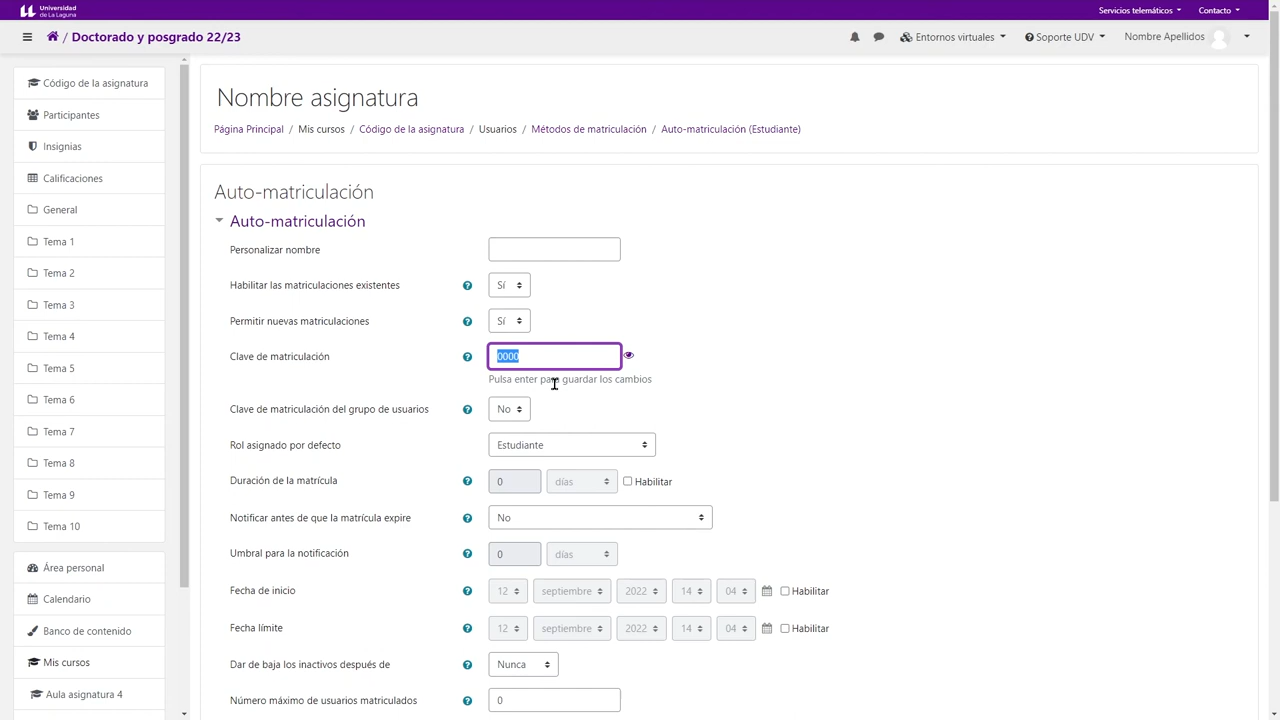 Universidad
de La Laguna
Servicios telemáticos
Contacto
/ Doctorado y posgrado 22/23
Entornos virtuales
Soporte UDV
Nombre Apellidos
Código de la asignatura
Participantes
Insignias
Calificaciones
General
Tema 1
Tema 2
Tema 3
Tema 4
Tema 5
Tema 6
Tema 7
Tema 8
Tema 9
Tema 10
Área personal
Calendario
Banco de contenido
Mis cursos
Aula asignatura 4
Nombre asignatura
Página Principal / Mis cursos / Código de la asignatura / Usuarios / Métodos de matriculación / Auto-matriculación (Estudiante)
Auto-matriculación
Auto-matriculación
Personalizar nombre
Habilitar las matriculaciones existentes Sí
Permitir nuevas matriculaciones Sí
Clave de matriculación 0000
Pulsa enter para guardar los cambios
Clave de matriculación del grupo de usuarios No
Rol asignado por defecto Estudiante
Duración de la matrícula 0 días Habilitar
Notificar antes de que la matrícula expire No
Umbral para la notificación 0 días
Fecha de inicio 12 septiembre 2022 14 04 Habilitar
Fecha límite 12 septiembre 2022 14 04 Habilitar
Dar de baja los inactivos después de Nunca
Número máximo de usuarios matriculados 0